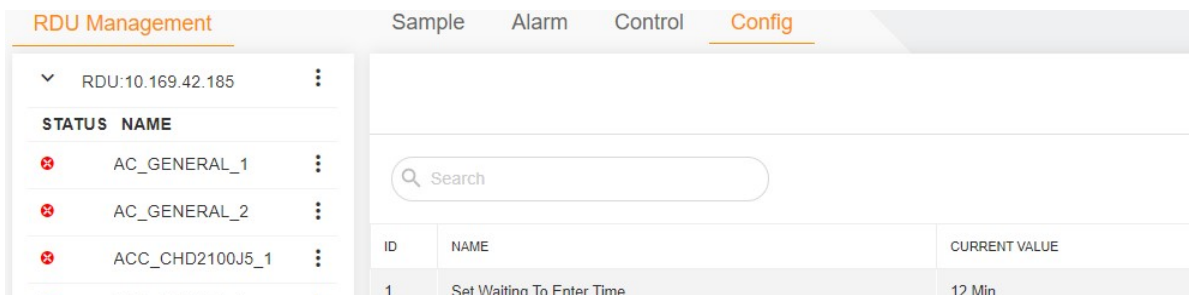 RDU Management
Sample Alarm Control Config
RDU:10.169.42.185
STATUS NAME
AC_GENERAL_1
AC_GENERAL_2
ACC_CHD2100J5_1
Search
ID NAME CURRENT VALUE
1 Set Waiting To Enter Time 12 Min